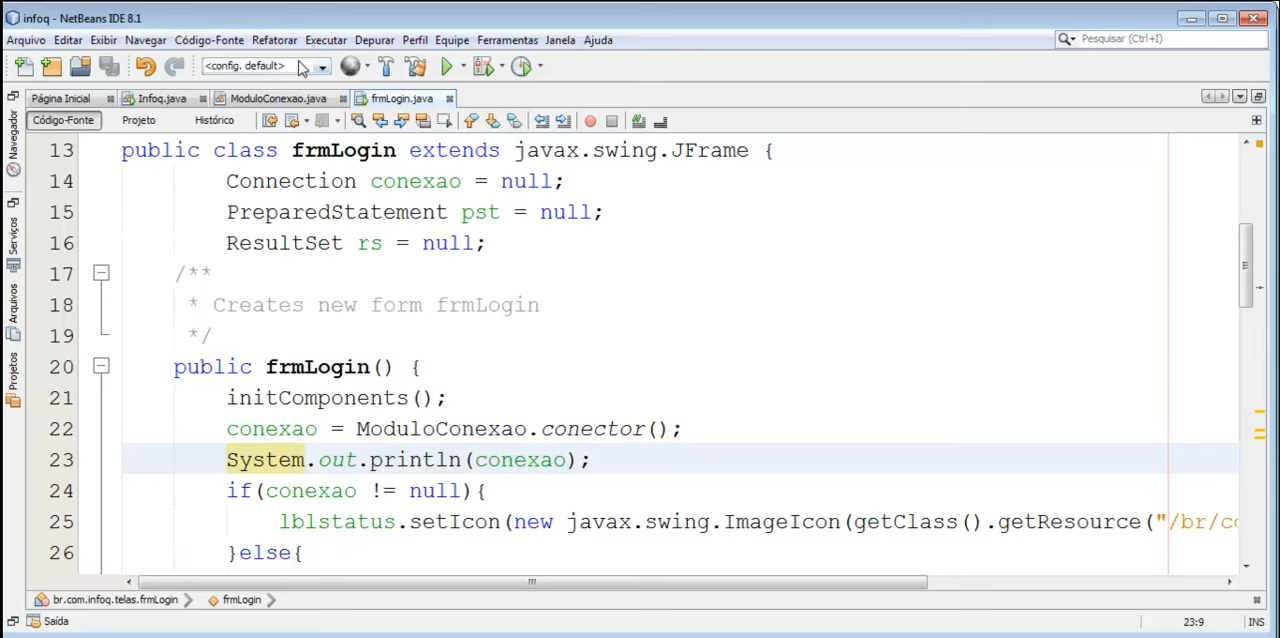 infoq - NetBeans IDE 8.1
Arquivo Editar Exibir Navegar Código-Fonte Refatorar Executar Depurar Perfil Equipe Ferramentas Janela Ajuda
Pesquisar (Ctrl+I)
<config. default>
Página Inicial Infoq.java ModuloConexao.java frmLogin.java
Código-Fonte Projeto Histórico
Navegador
Serviços
Arquivos
Projetos
13 public class frmLogin extends javax.swing.JFrame {
14 Connection conexao = null;
15 PreparedStatement pst = null;
16 ResultSet rs = null;
17 /**
18 * Creates new form frmLogin
19 */
20 public frmLogin() {
21 initComponents();
22 conexao = ModuloConexao.conector();
23 System.out.println(conexao);
24 if(conexao != null){
25 lblstatus.setIcon(new javax.swing.ImageIcon(getClass().getResource("/br/co
26 }else{
br.com.infoq.telas.frmLogin frmLogin
Saída
23:9 INS